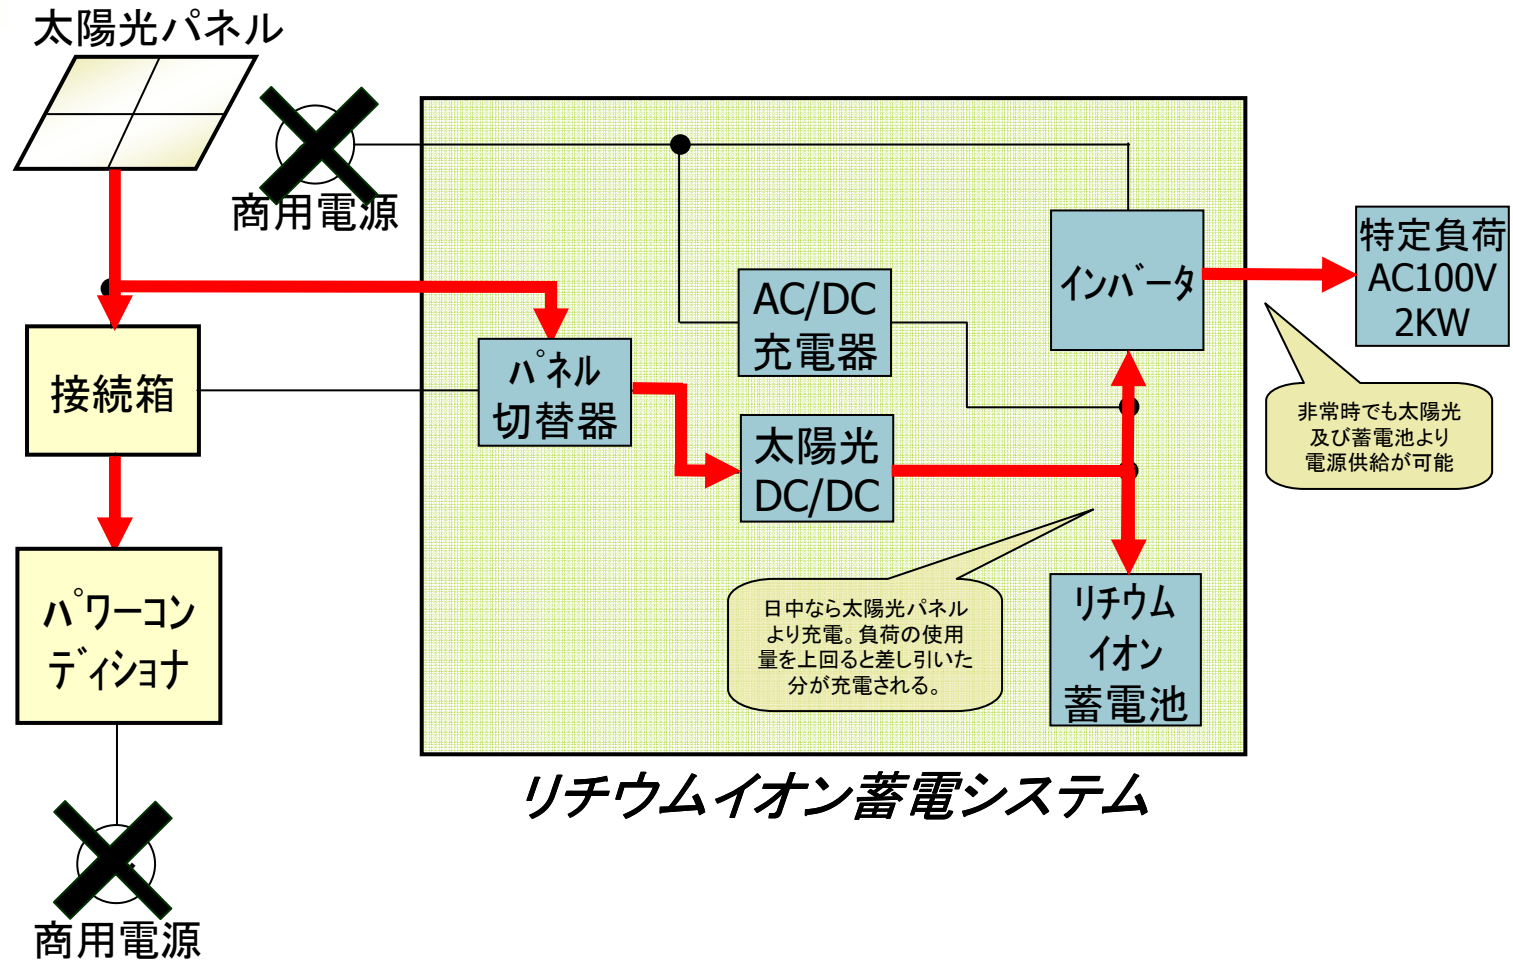 太陽光パネル
商用電源
接続箱
パワーコン
ディショナ
商用電源
パネル
切替器
AC/DC
充電器
太陽光
DC/DC
インバータ
リチウム
イオン
蓄電池
特定負荷
AC100V
2KW
非常時でも太陽光
及び蓄電池より
電源供給が可能
日中なら太陽光パネル
より充電。負荷の使用
量を上回ると差し引いた
分が充電される。
リチウムイオン蓄電システム